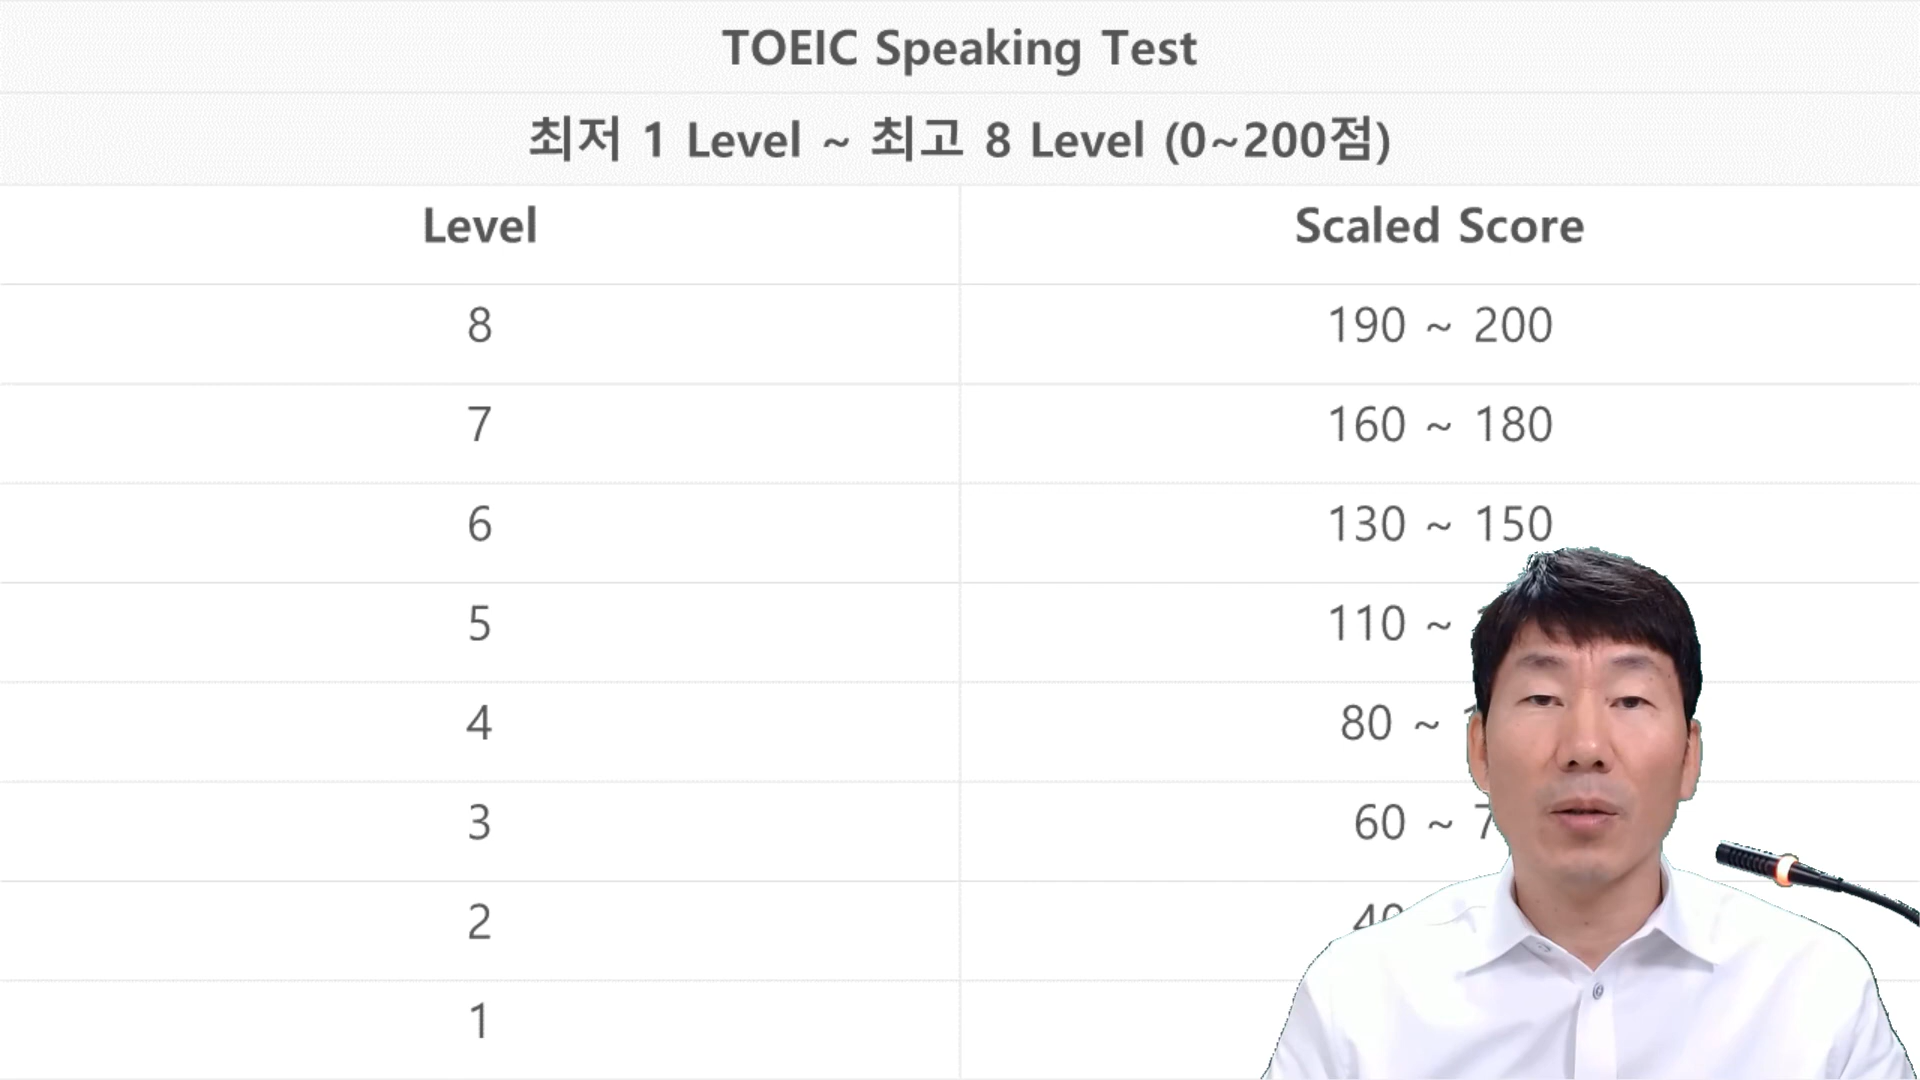 TOEIC Speaking Test
최저 1 Level ~ 최고 8 Level (0~200점)
Level Scaled Score
8 190 ~ 200
7 160 ~ 180
6 130 ~ 150
5 110 ~
4 80 ~
3 60 ~
2
1